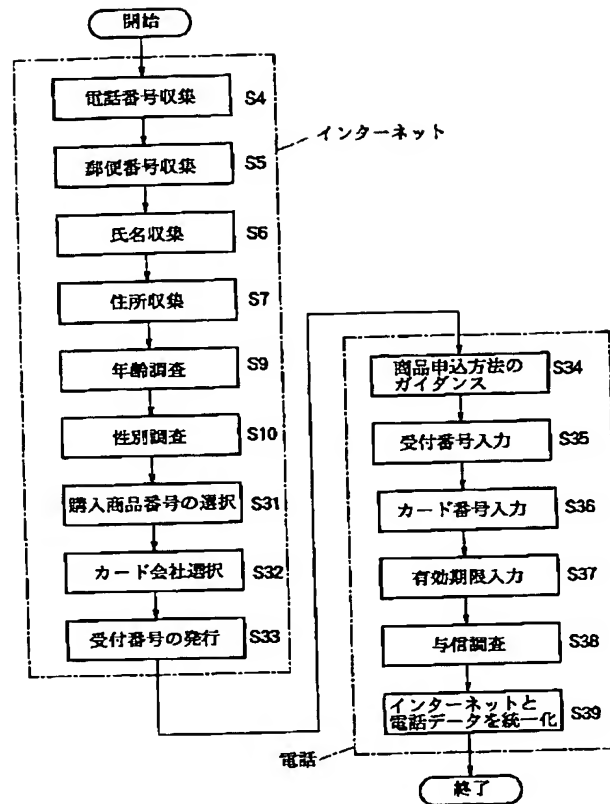 開始
電話番号収集 S4
インターネット
郵便番号収集 S5
氏名収集 S6
住所収集 S7
年齢調査 S9
性別調査 S10
購入商品番号の選択 S31
カード会社選択 S32
受付番号の発行 S33
商品申込方法の
ガイダンス S34
受付番号入力 S35
カード番号入力 S36
有効期限入力 S37
与信調査 S38
インターネットと
電話データを統一化 S39
電話
終了